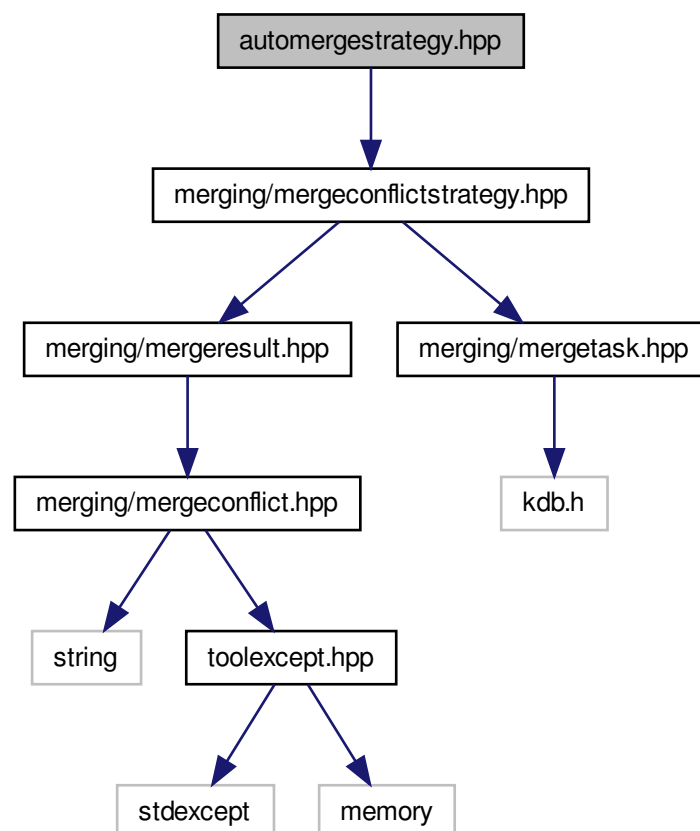 automergestrategy.hpp
merging/mergeconflictstrategy.hpp
merging/mergeresult.hpp
merging/mergetask.hpp
merging/mergeconflict.hpp
kdb.h
string
toolexcept.hpp
stdexcept
memory